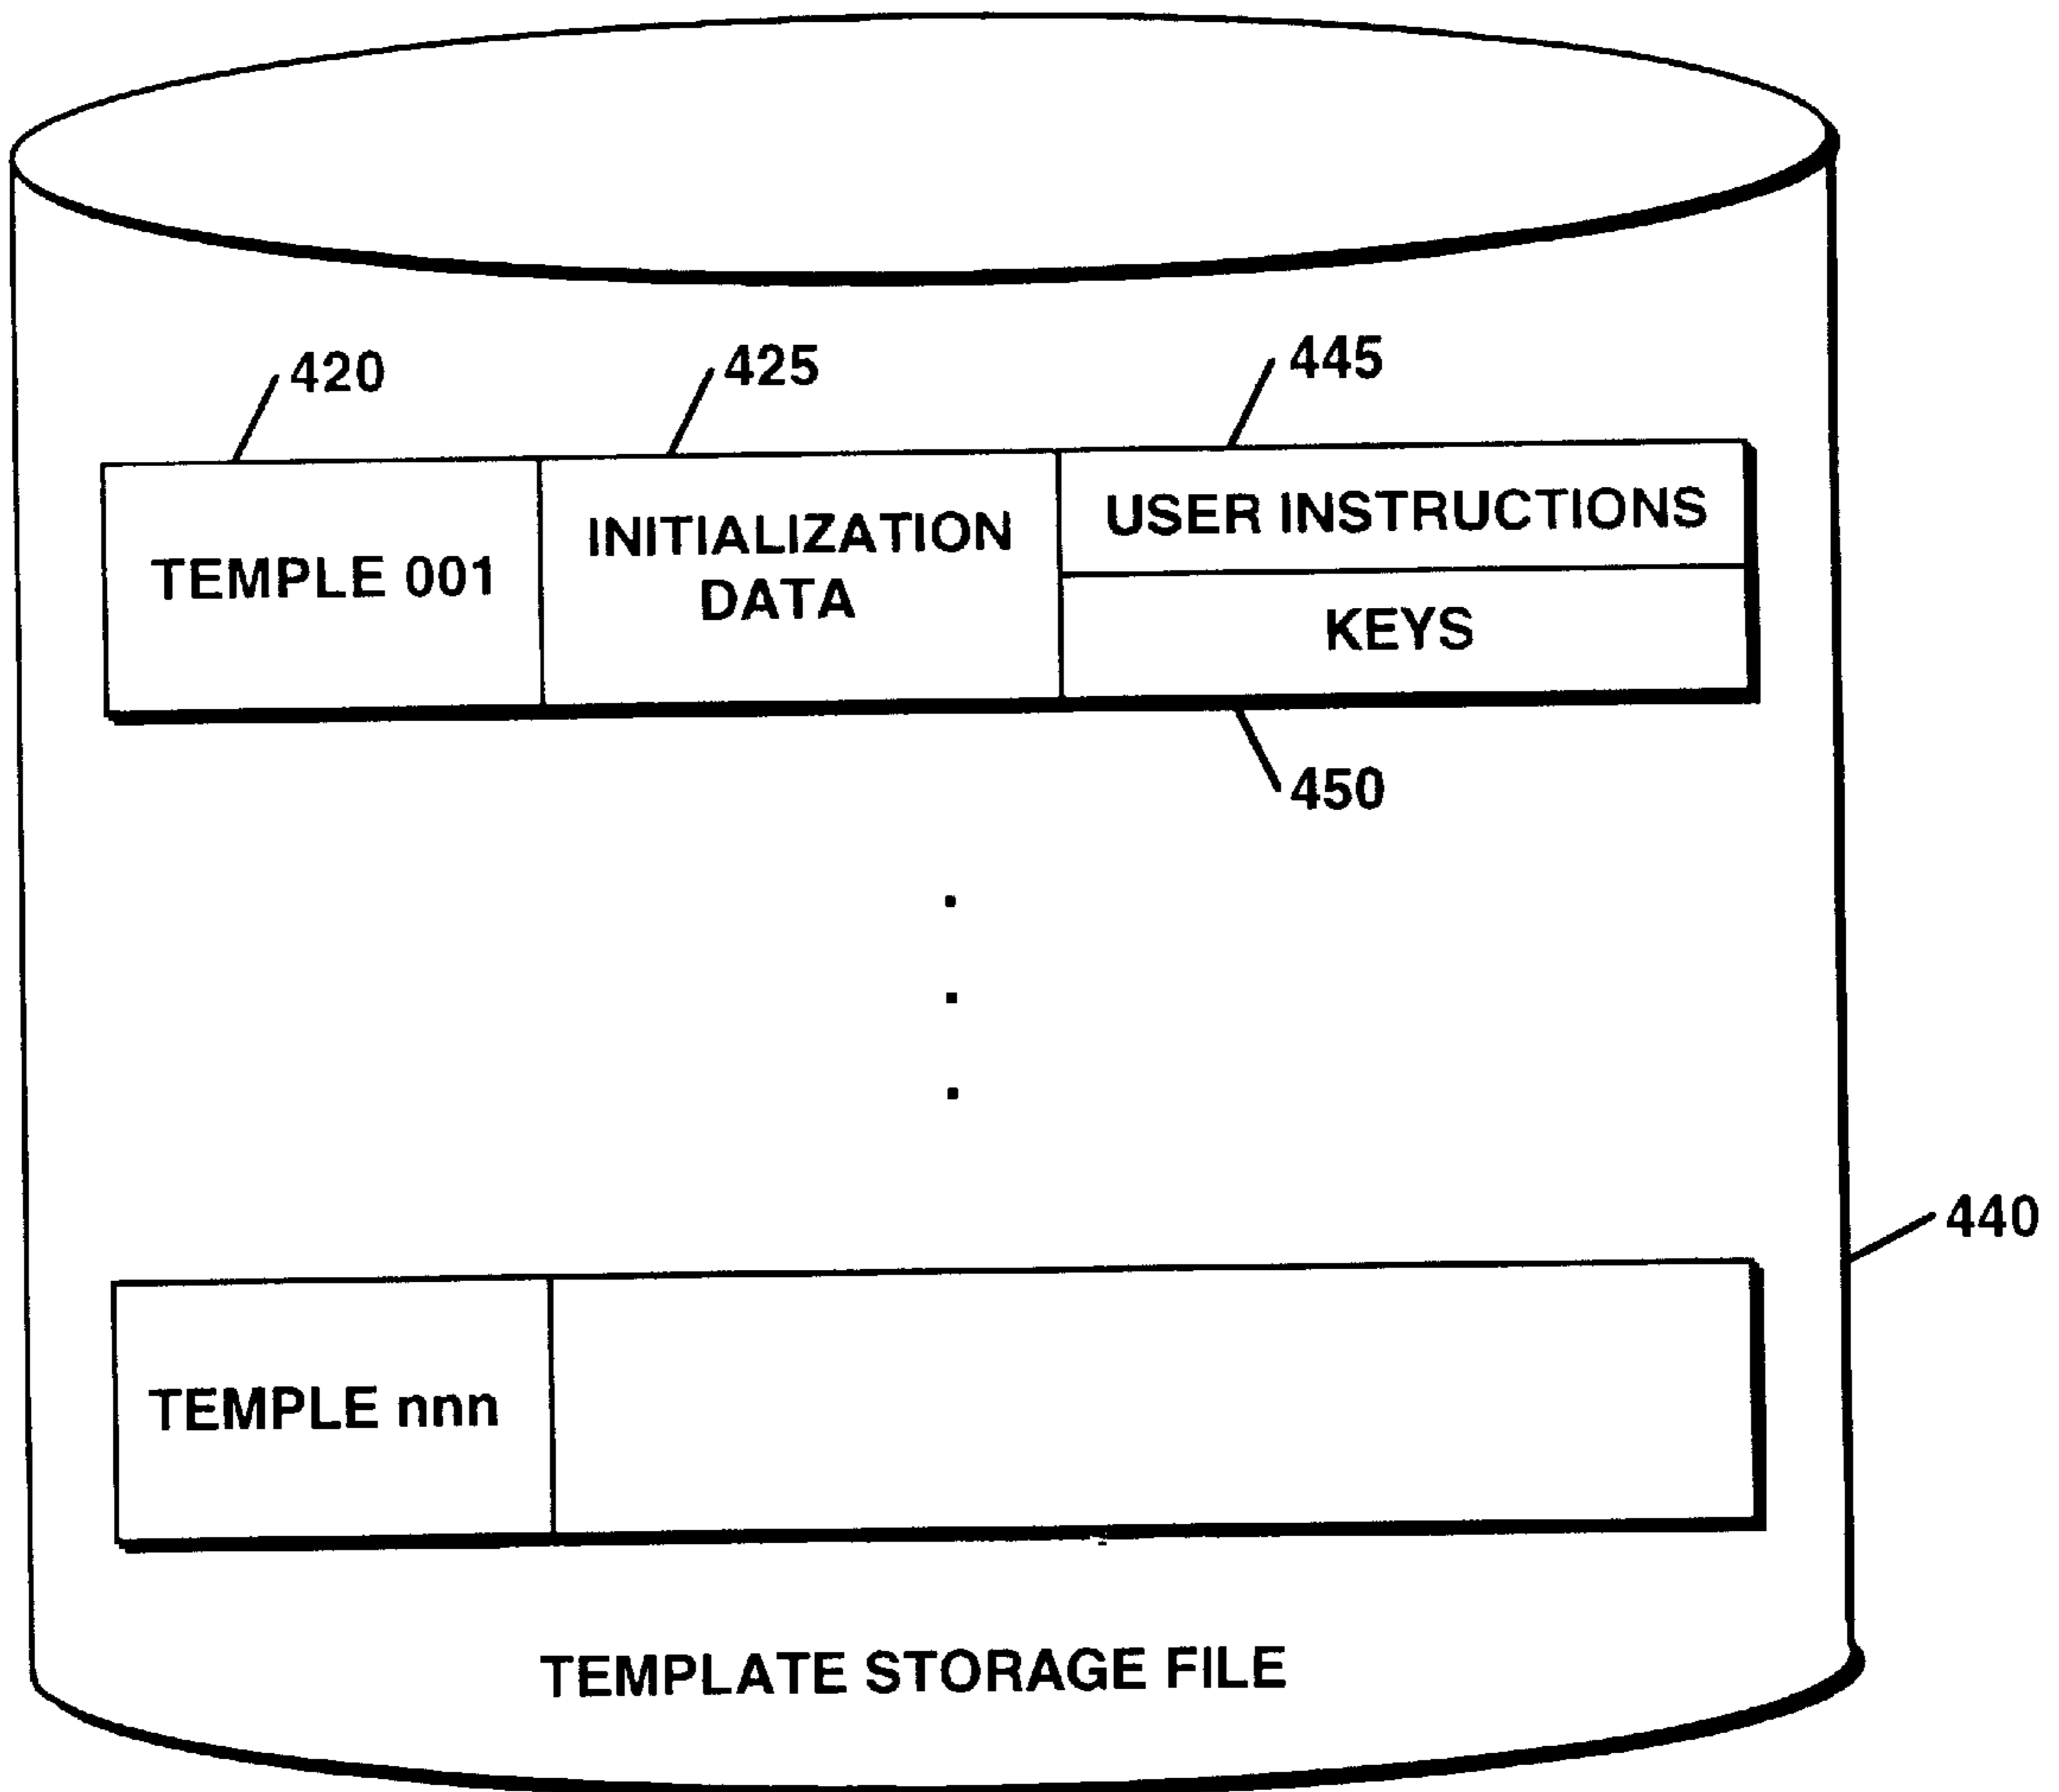 420
425
445
TEMPLE 001
INITIALIZATION
DATA
USER INSTRUCTIONS
KEYS
450
440
TEMPLE nnn
TEMPLATE STORAGE FILE